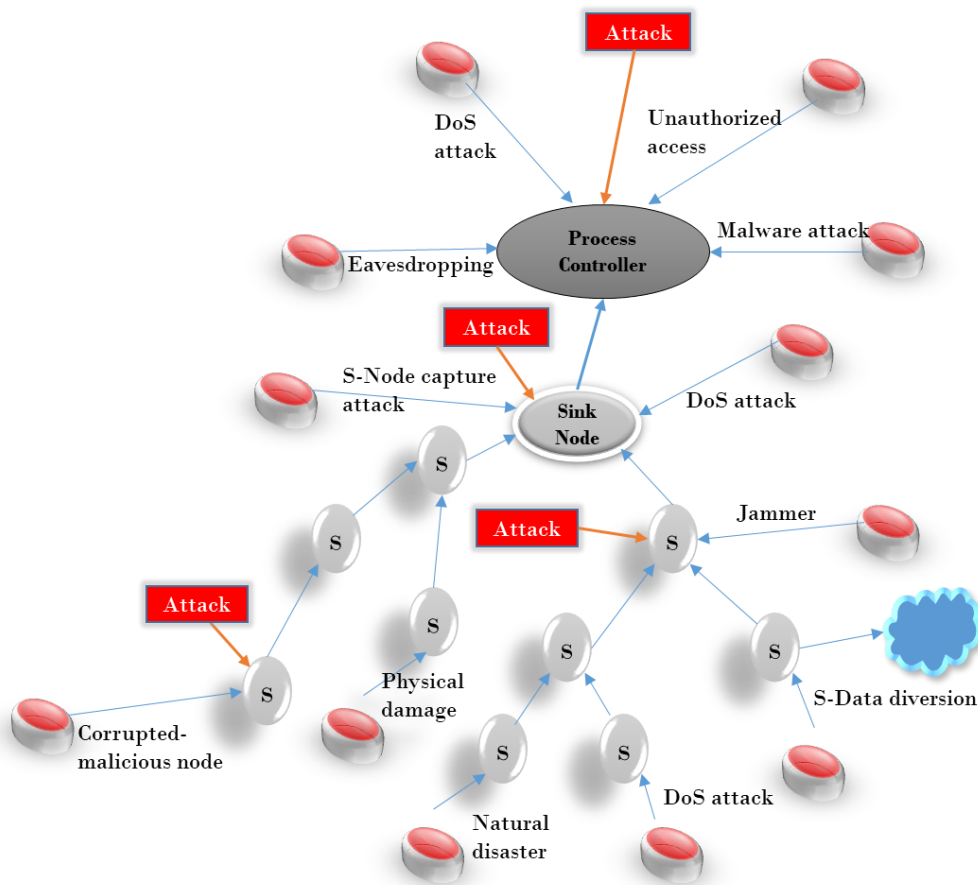 Attack
DoS
attack
Unauthorized
access
Process
Controller
Malware attack
Eavesdropping
Attack
S-Node capture
attack
DoS attack
Sink
Node
S
Attack
Jammer
S
S
Attack
S
S
S
S
Physical
damage
S-Data diversion
Corrupted-
malicious node
S
S
DoS attack
Natural
disaster